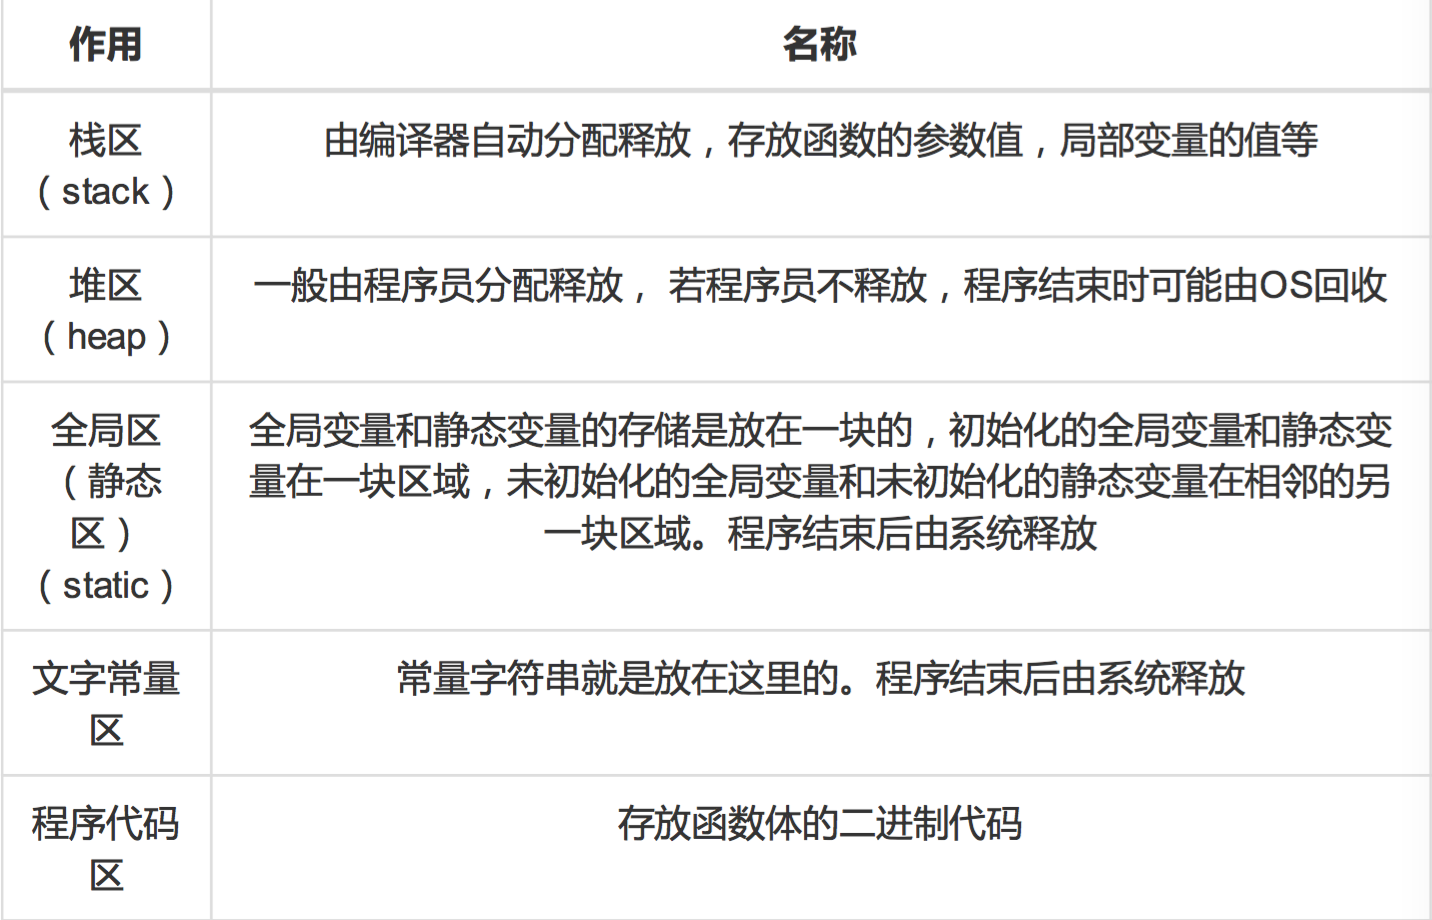 作用
名称
栈区
（stack）
由编译器自动分配释放，存放函数的参数值，局部变量的值等
堆区
（heap）
一般由程序员分配释放， 若程序员不释放，程序结束时可能由OS回收
全局区
（静态
区）
（static）
全局变量和静态变量的存储是放在一块的，初始化的全局变量和静态变
量在一块区域，未初始化的全局变量和未初始化的静态变量在相邻的另
一块区域。程序结束后由系统释放
文字常量
区
常量字符串就是放在这里的。程序结束后由系统释放
程序代码
区
存放函数体的二进制代码